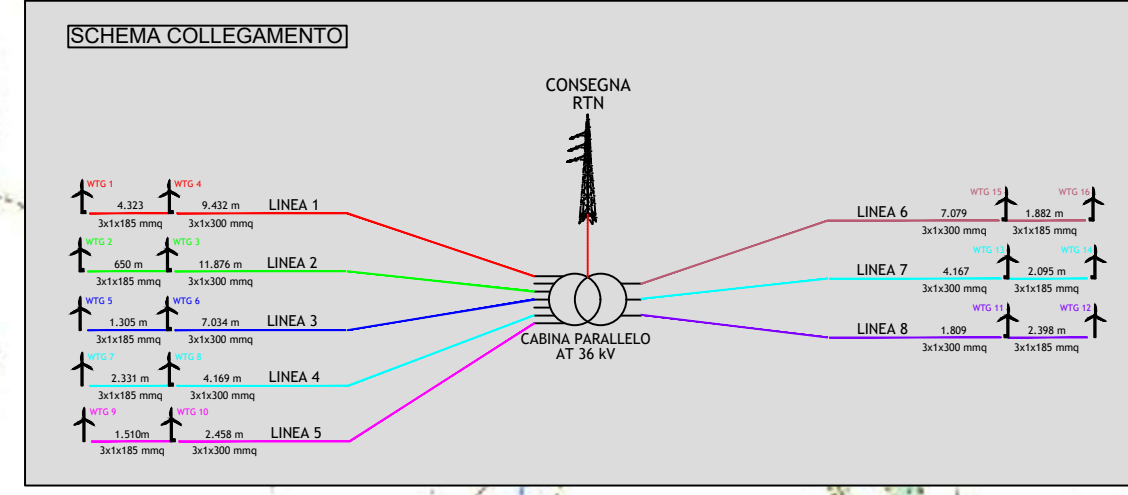 SCHEMA COLLEGAMENTO
CONSEGNA
RTN
WTG 1
WTG 4
4.323
9.432 m
LINEA 1
3x1x185 mmq
3x1x300 mmq
WTG 2
WTG 3
650 m
11.876 m
LINEA 2
3x1x185 mmq
3x1x300 mmq
WTG 5
WTG 6
1.305 m
7.034 m
LINEA 3
3x1x185 mmq
3x1x300 mmq
WTG 7
WTG 8
2.331 m
4.169 m
LINEA 4
3x1x185 mmq
3x1x300 mmq
WTG 9
WTG 10
1.510m
2.458 m
LINEA 5
3x1x185 mmq
3x1x300 mmq
CABINA PARALLELO
AT 36 kV
WTG 15
WTG 16
LINEA 6
7.079
1.882 m
3x1x300 mmq
3x1x185 mmq
WTG 13
WTG 14
LINEA 7
4.167
2.095 m
3x1x300 mmq
3x1x185 mmq
WTG 11
WTG 12
LINEA 8
1.809
2.398 m
3x1x300 mmq
3x1x185 mmq